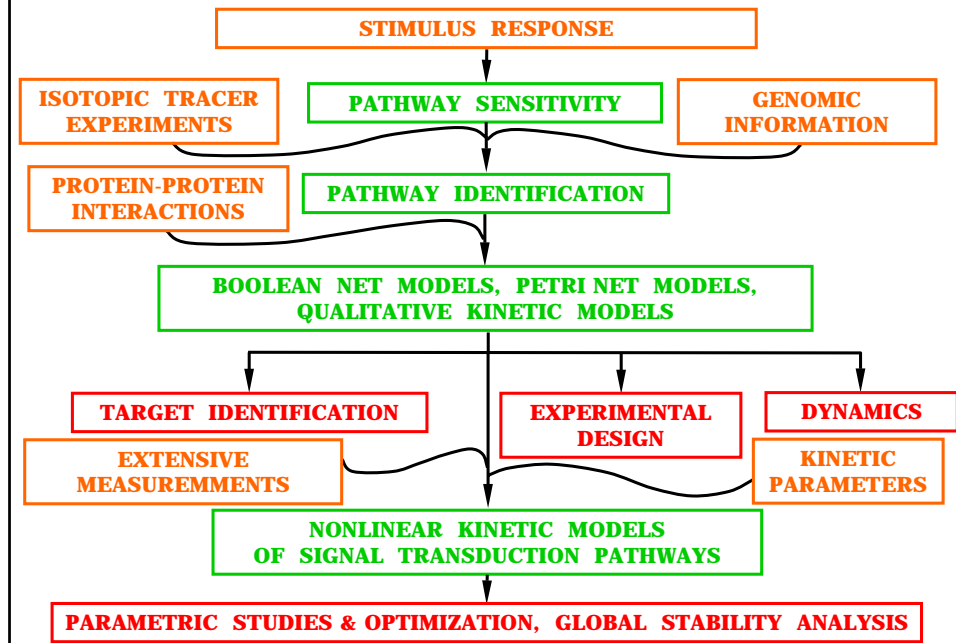 STIMULUS RESPONSE
ISOTOPIC TRACER
EXPERIMENTS
PATHWAY SENSITIVITY
GENOMIC
INFORMATION
PROTEIN-PROTEIN
INTERACTIONS
PATHWAY IDENTIFICATION
BOOLEAN NET MODELS, PETRI NET MODELS,
QUALITATIVE KINETIC MODELS
TARGET IDENTIFICATION
EXPERIMENTAL
DESIGN
DYNAMICS
EXTENSIVE
MEASUREMMENTS
KINETIC
PARAMETERS
NONLINEAR KINETIC MODELS
OF SIGNAL TRANSDUCTION PATHWAYS
PARAMETRIC STUDIES & OPTIMIZATION, GLOBAL STABILITY ANALYSIS